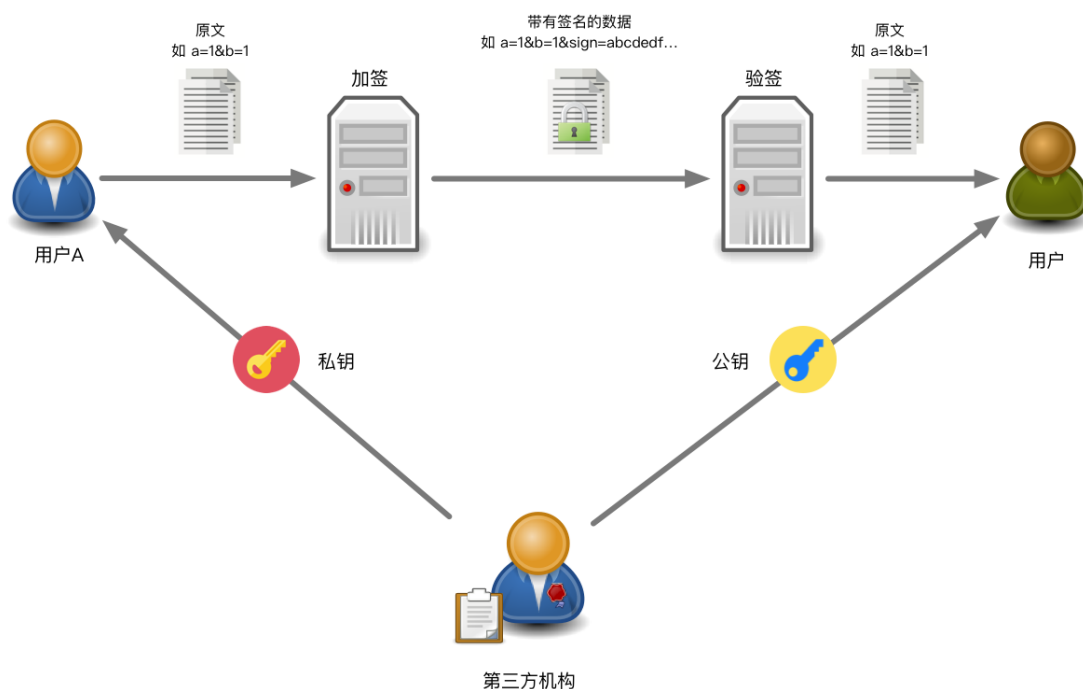 原文
如 a=1&b=1
带有签名的数据
如 a=1&b=1&sign=abcdedf...
原文
如 a=1&b=1
加签
验签
用户A
用户
私钥
公钥
第三方机构